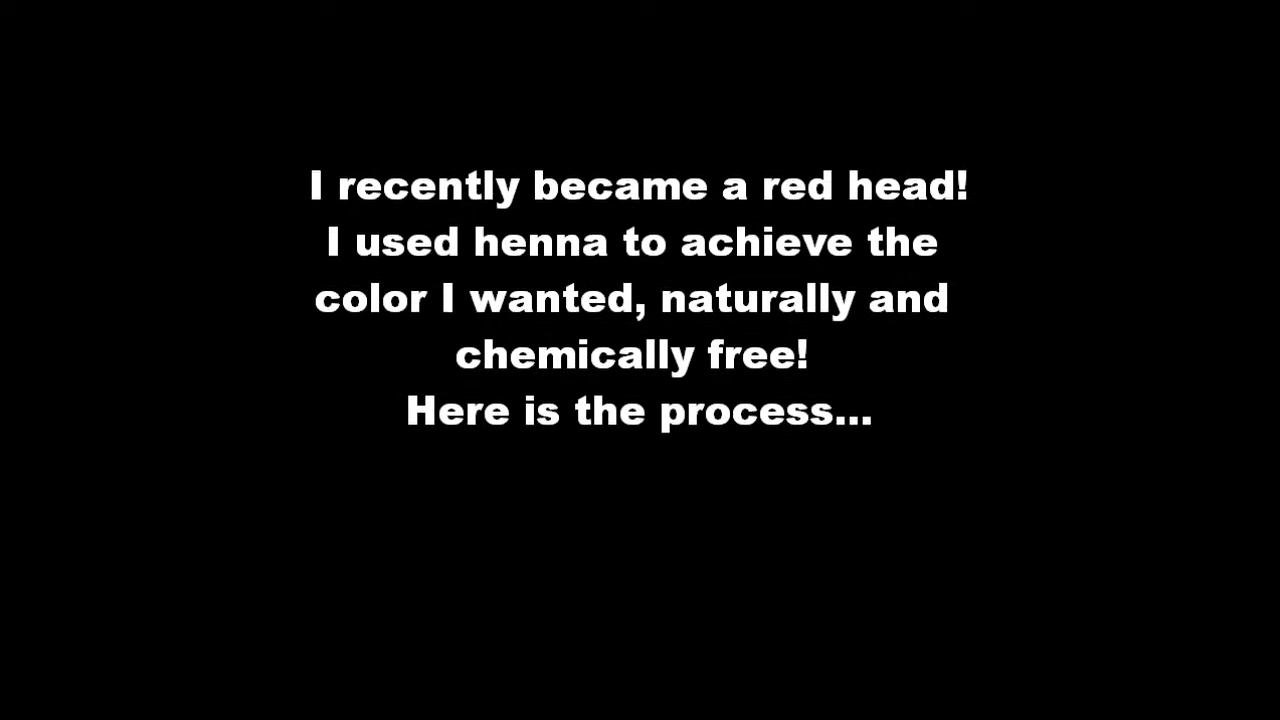 I recently became a red head!
I used henna to achieve the
color I wanted, naturally and
chemically free!
Here is the process...